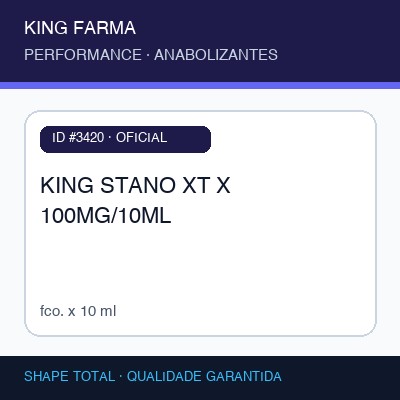 KING FARMA
PERFORMANCE · ANABOLIZANTES
ID #3420 · OFICIAL
KING STANO XT X
100MG/10ML
fco. x 10 ml
SHAPE TOTAL · QUALIDADE GARANTIDA